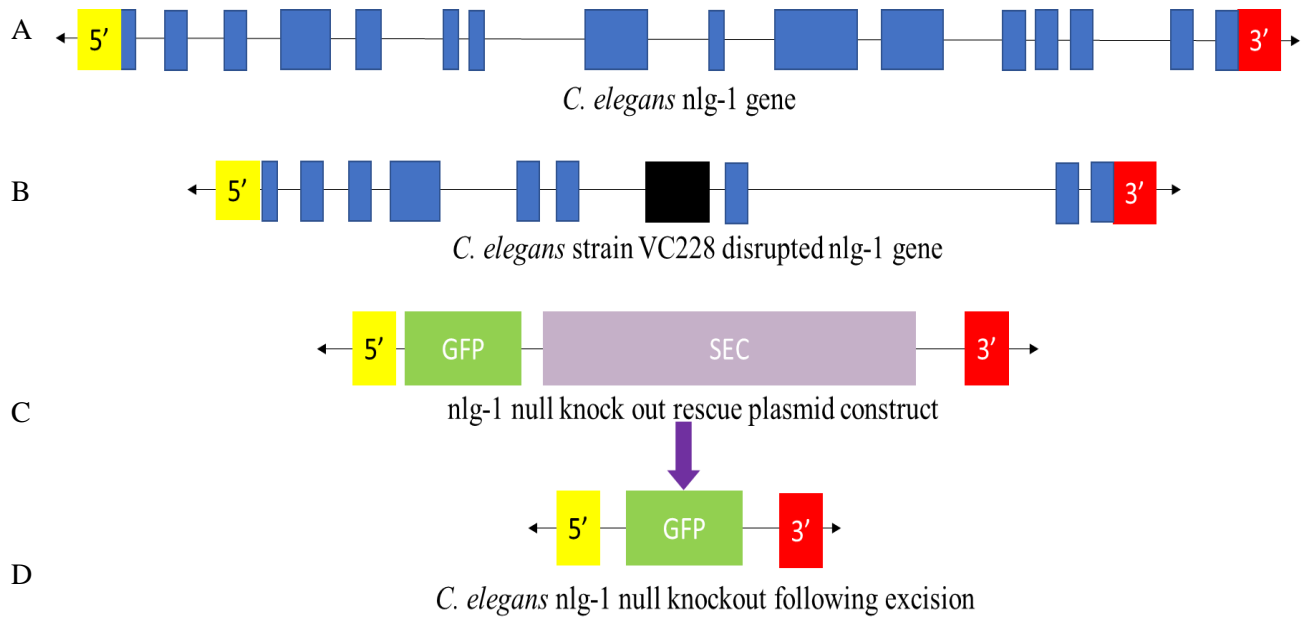 A
5’ 3’
C. elegans nlg-1 gene
B
5’ 3’
C. elegans strain VC228 disrupted nlg-1 gene
5’ GFP SEC 3’
C
nlg-1 null knock out rescue plasmid construct
5’ GFP 3’
D
C. elegans nlg-1 null knockout following excision